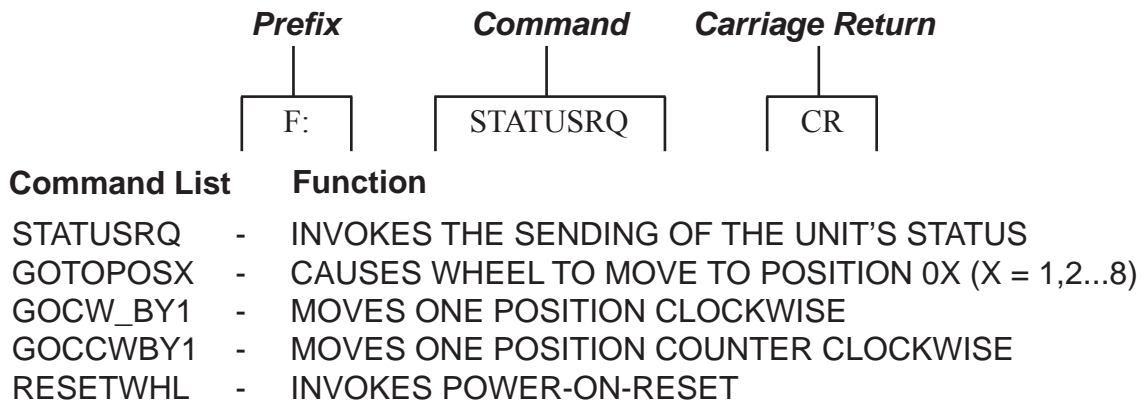 Prefix Command Carriage Return
F: STATUSRQ CR
Command List Function
STATUSRQ - INVOKES THE SENDING OF THE UNIT'S STATUS
GOTOPOSX - CAUSES WHEEL TO MOVE TO POSITION 0X (X = 1,2...8)
GOCW_BY1 - MOVES ONE POSITION CLOCKWISE
GOCCWBY1 - MOVES ONE POSITION COUNTER CLOCKWISE
RESETWHL - INVOKES POWER-ON-RESET